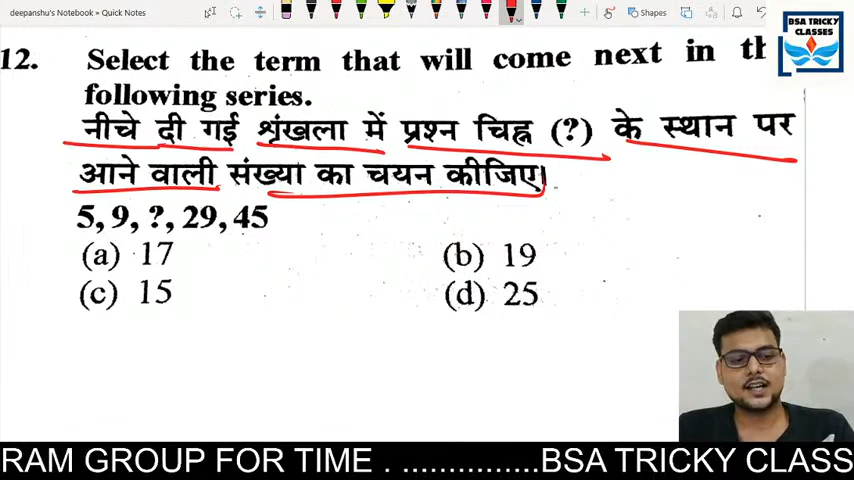 deepanshu's Notebook » Quick Notes
Shapes
BSA TRICKY
CLASSES
12. Select the term that will come next in th
following series.
नीचे दी गई शृंखला में प्रश्न चिह्न (?) के स्थान पर
आने वाली संख्या का चयन कीजिए।
5, 9, ?, 29, 45
(a) 17 (b) 19
(c) 15 (d) 25
RAM GROUP FOR TIME . ...............BSA TRICKY CLASS